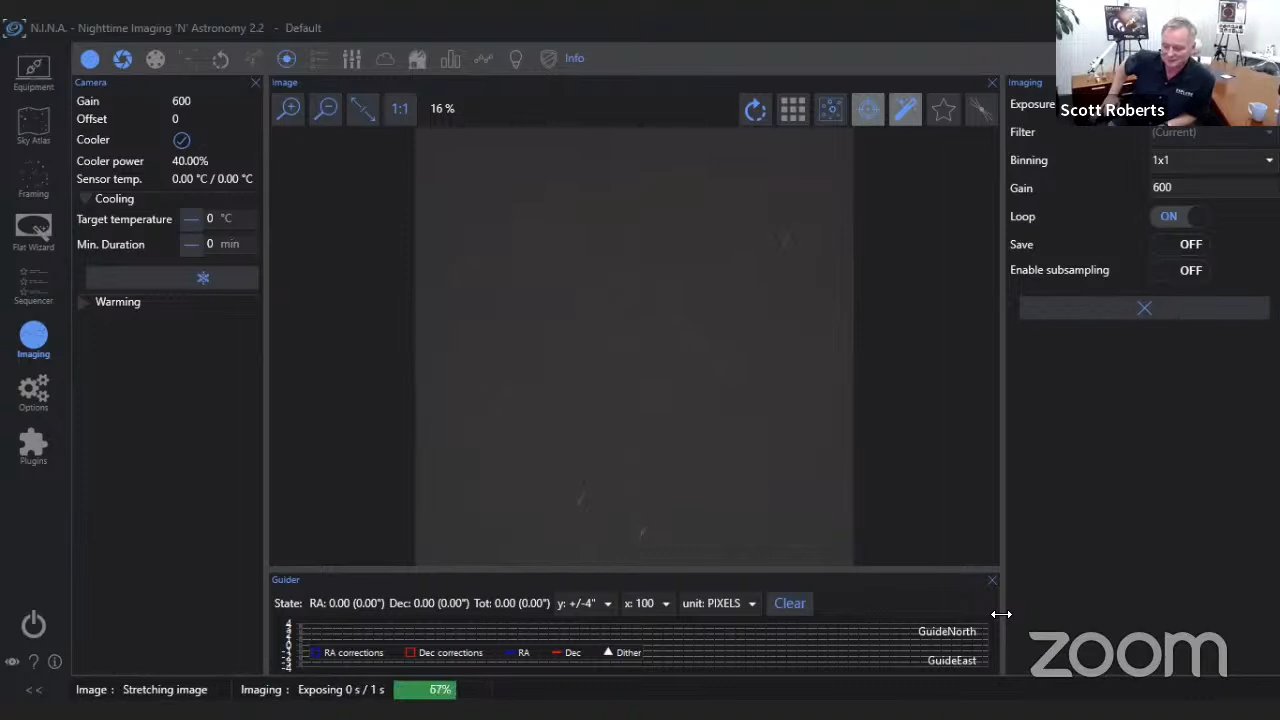 N.I.N.A. - Nighttime Imaging 'N' Astronomy 2.2 - Default
Equipment
Sky Atlas
Framing
Flat Wizard
Sequencer
Imaging
Options
Plugins
<<
Info
Camera
Gain 600
Offset 0
Cooler
Cooler power 40.00%
Sensor temp. 0.00 °C / 0.00 °C
Cooling
Target temperature 0 °C
Min. Duration 0 min
Warming
Image
1:1 16 %
Imaging
Exposure
Filter (Current)
Binning 1x1
Gain 600
Loop ON
Save OFF
Enable subsampling OFF
Scott Roberts
Guider
State: RA: 0.00 (0.00") Dec: 0.00 (0.00") Tot: 0.00 (0.00") y: +/-4" x: 100 unit: PIXELS Clear
GuideNorth
RA corrections Dec corrections RA Dec Dither
GuideEast
Image : Stretching image Imaging : Exposing 0 s / 1 s 67%
zoom